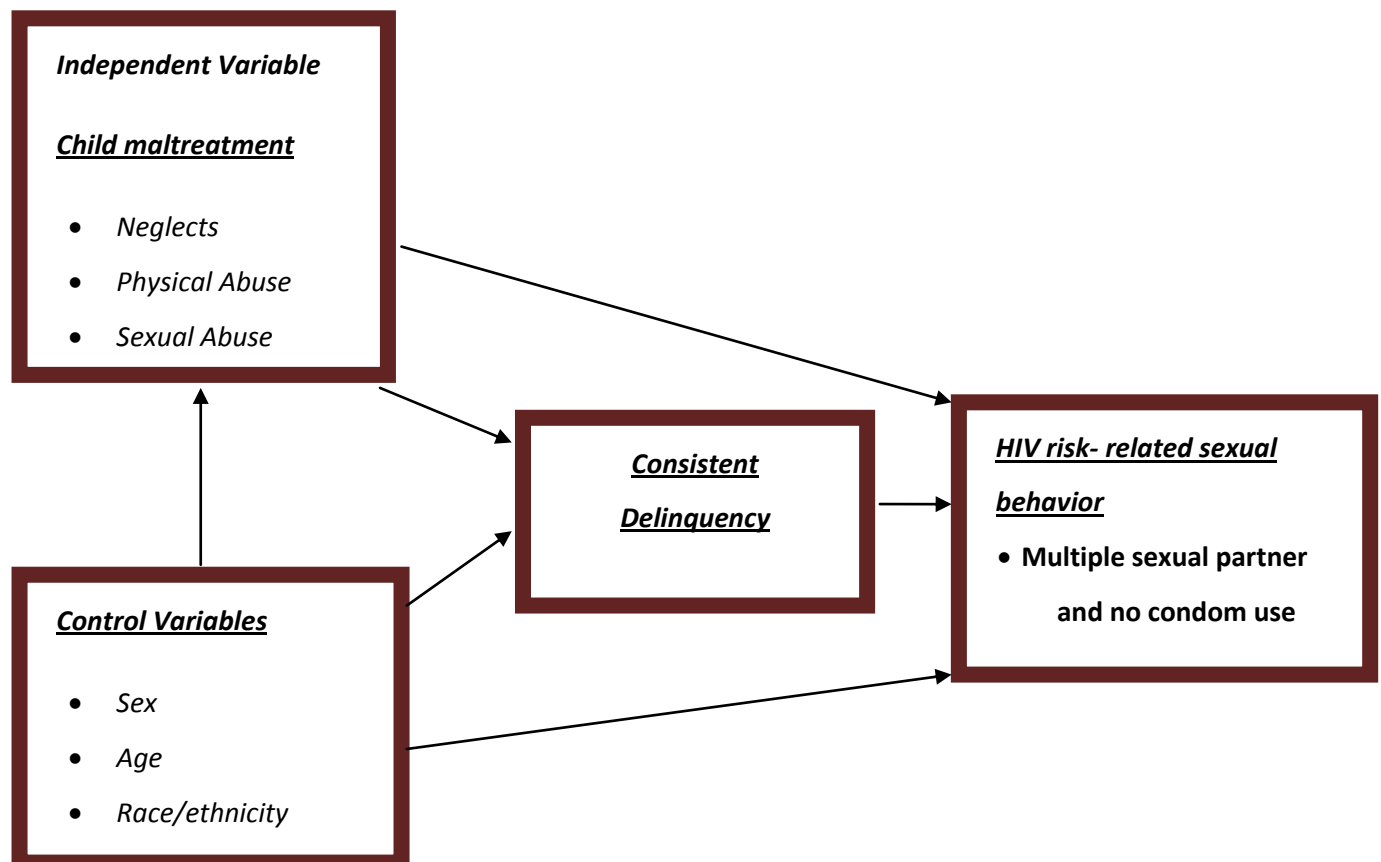 Independent Variable
Child maltreatment
• Neglects
• Physical Abuse
• Sexual Abuse
Consistent
Delinquency
HIV risk- related sexual
behavior
• Multiple sexual partner
and no condom use
Control Variables
• Sex
• Age
• Race/ethnicity